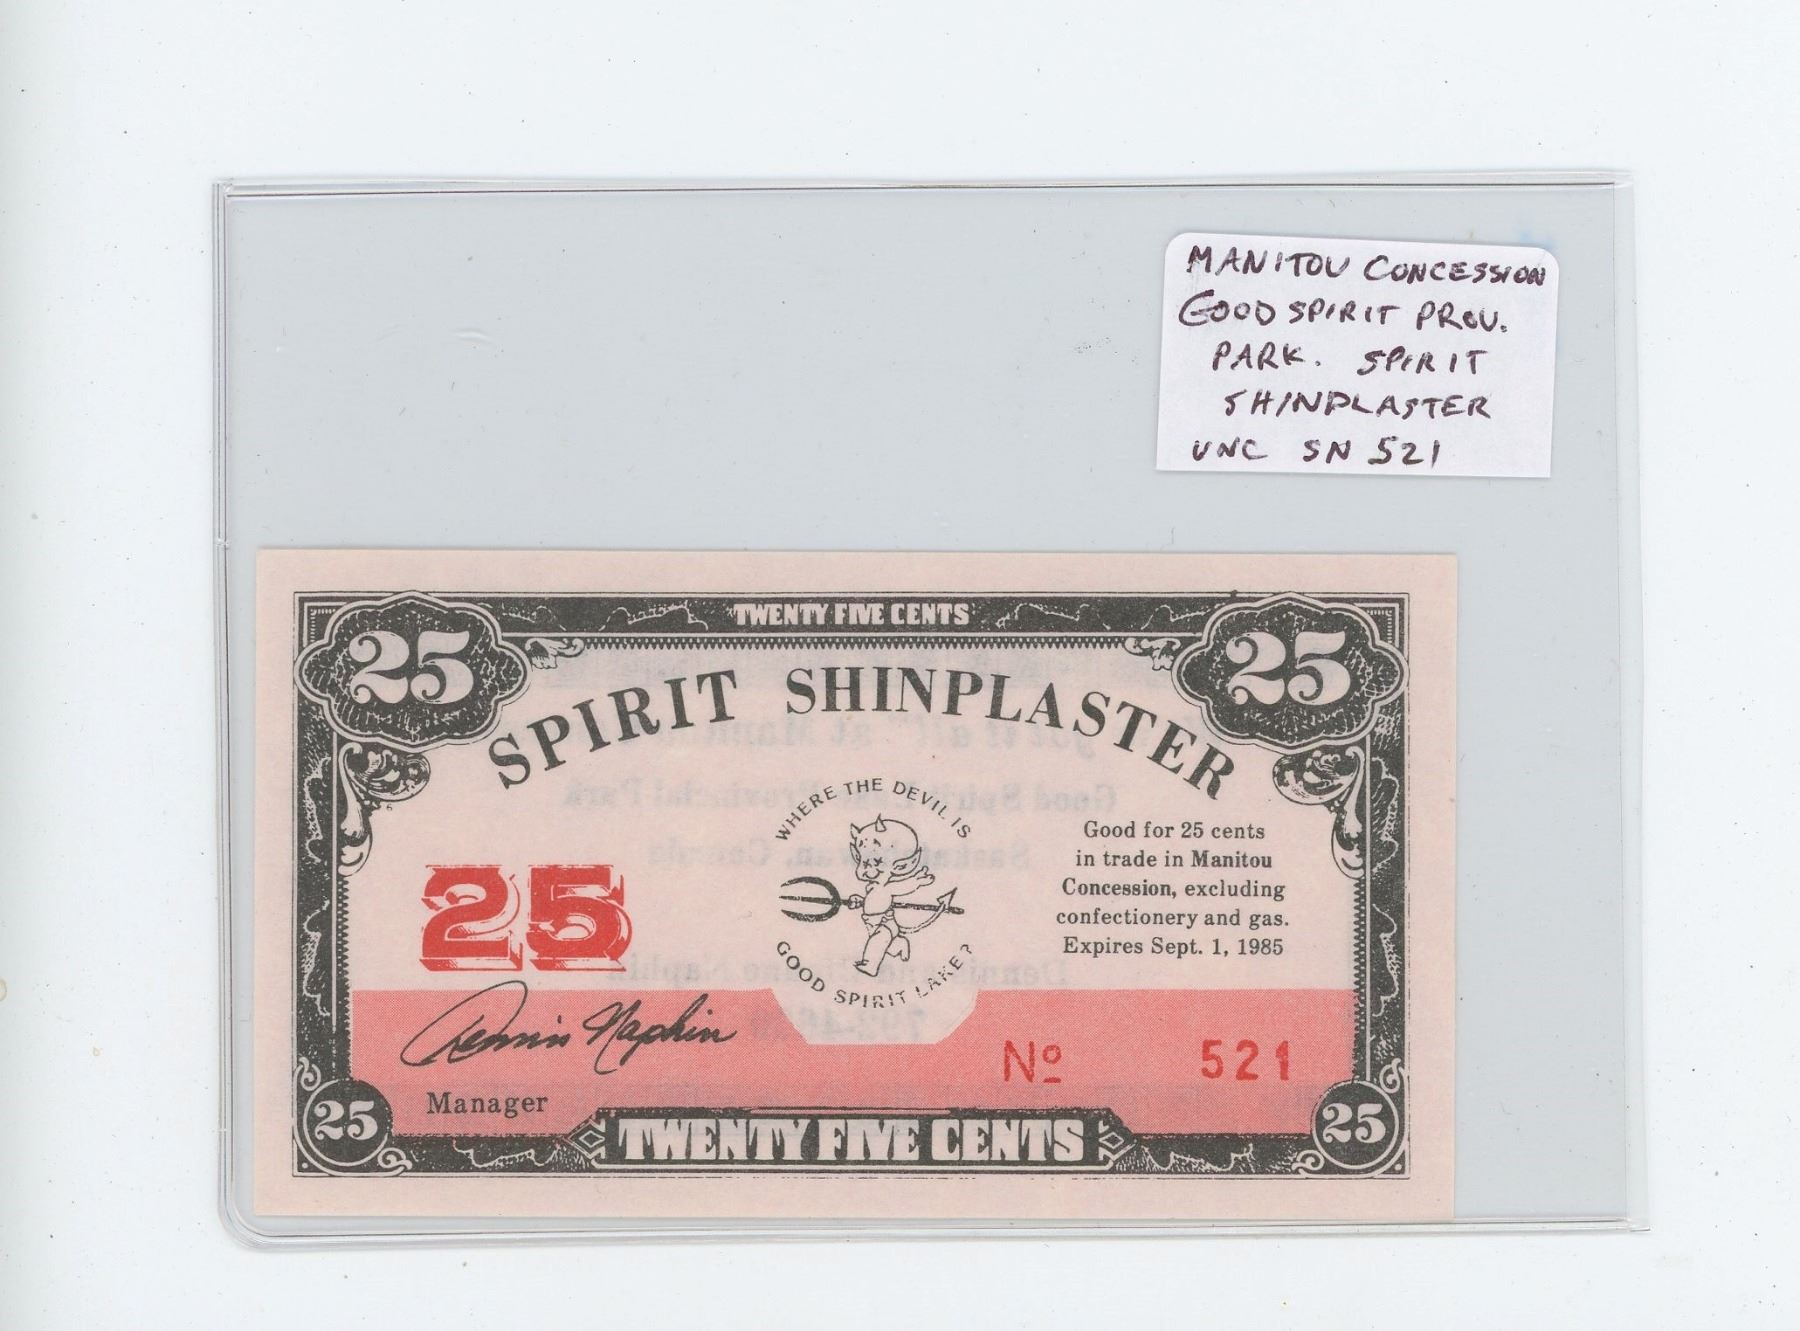 MANITOU CONCESSION
GOOD SPIRIT PROV.
PARK. SPIRIT
SHINPLASTER
UNC SN 521
TWENTY FIVE CENTS
25 25
SPIRIT SHINPLASTER
WHERE THE DEVIL IS
GOOD SPIRIT LAKE?
25
Good for 25 cents
in trade in Manitou
Concession, excluding
confectionery and gas.
Expires Sept. 1, 1985
Dennis Naphin
Manager
No 521
25 TWENTY FIVE CENTS 25